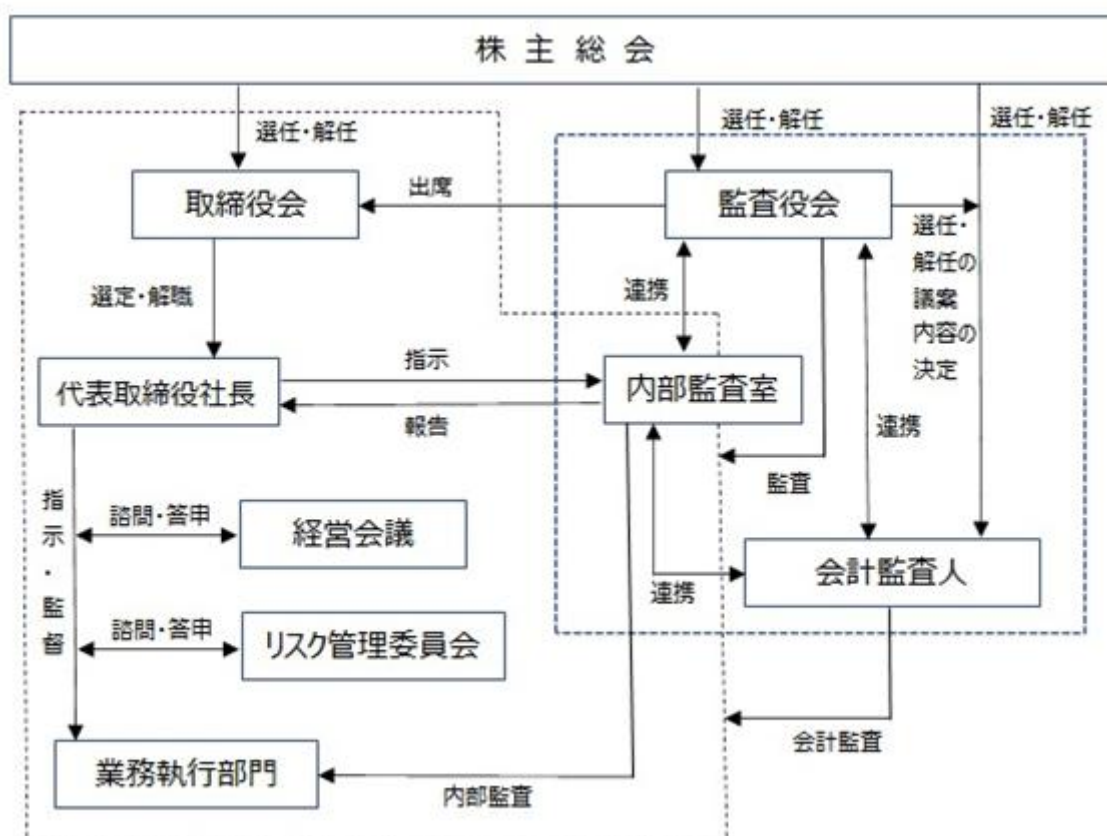 株主総会
選任・解任
選任・解任
選任・解任
取締役会
出席
監査役会
選任・
解任の
議案
内容の
決定
選定・解職
連携
代表取締役社長
指示
報告
内部監査室
連携
監査
指示・監督
諮問・答申
経営会議
連携
会計監査人
諮問・答申
リスク管理委員会
会計監査
業務執行部門
内部監査